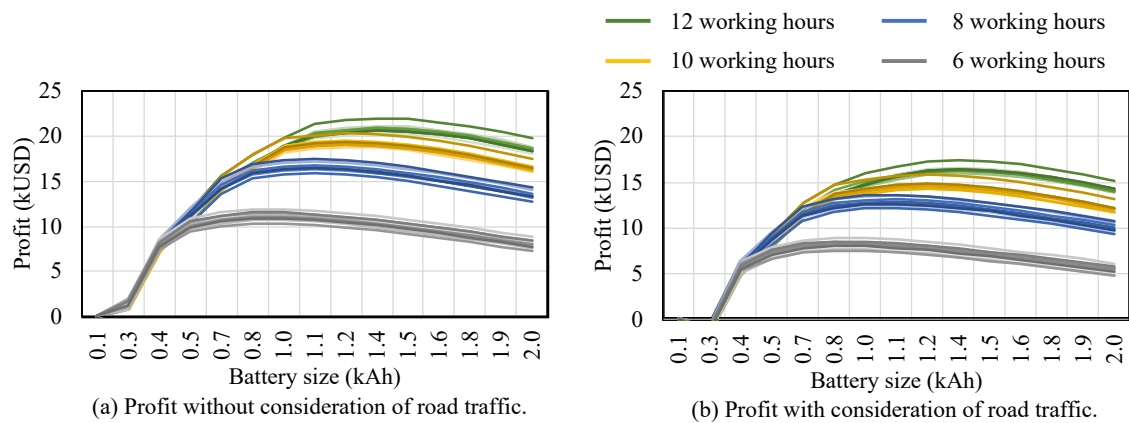 12 working hours
8 working hours
10 working hours
6 working hours
25
20
15
10
5
0
Profit (kUSD)
0.1 0.3 0.4 0.5 0.7 0.8 1.0 1.1 1.2 1.4 1.5 1.6 1.8 1.9 2.0
Battery size (kAh)
(a) Profit without consideration of road traffic.
25
20
15
10
5
0
Profit (kUSD)
0.1 0.3 0.4 0.5 0.7 0.8 1.0 1.1 1.2 1.4 1.5 1.6 1.8 1.9 2.0
Battery size (kAh)
(b) Profit with consideration of road traffic.